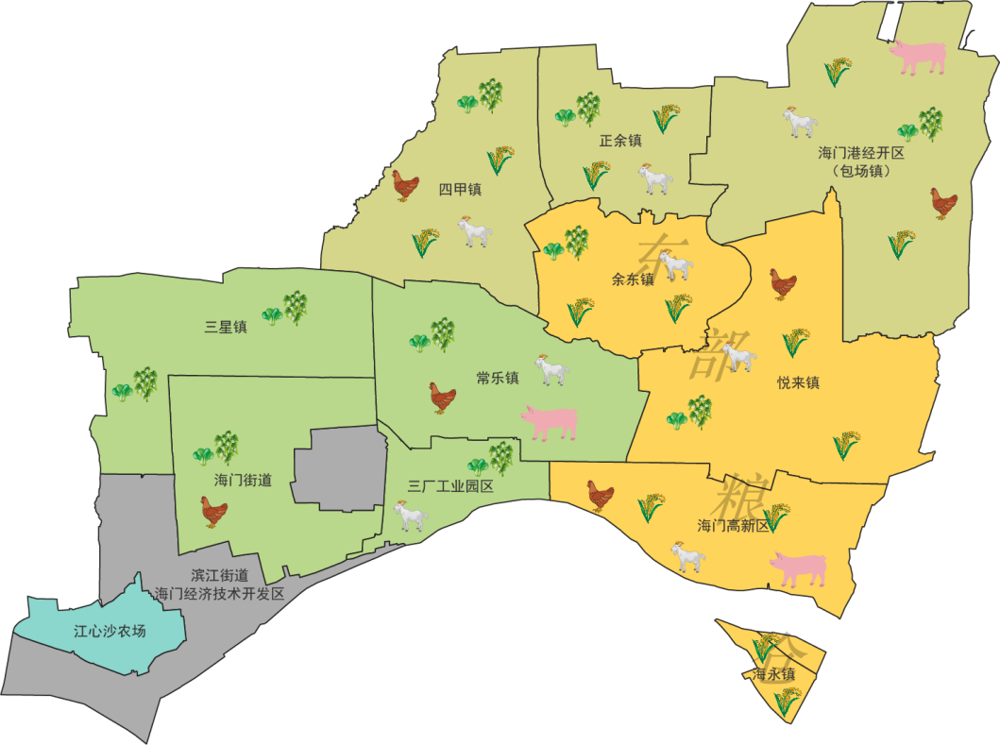 正余镇
海门港经开区
（包场镇）
四甲镇
余东镇
三星镇
常乐镇
悦来镇
海门街道
三厂工业园区
海门高新区
滨江街道
海门经济技术开发区
江心沙农场
海永镇
东
部
粮
仓